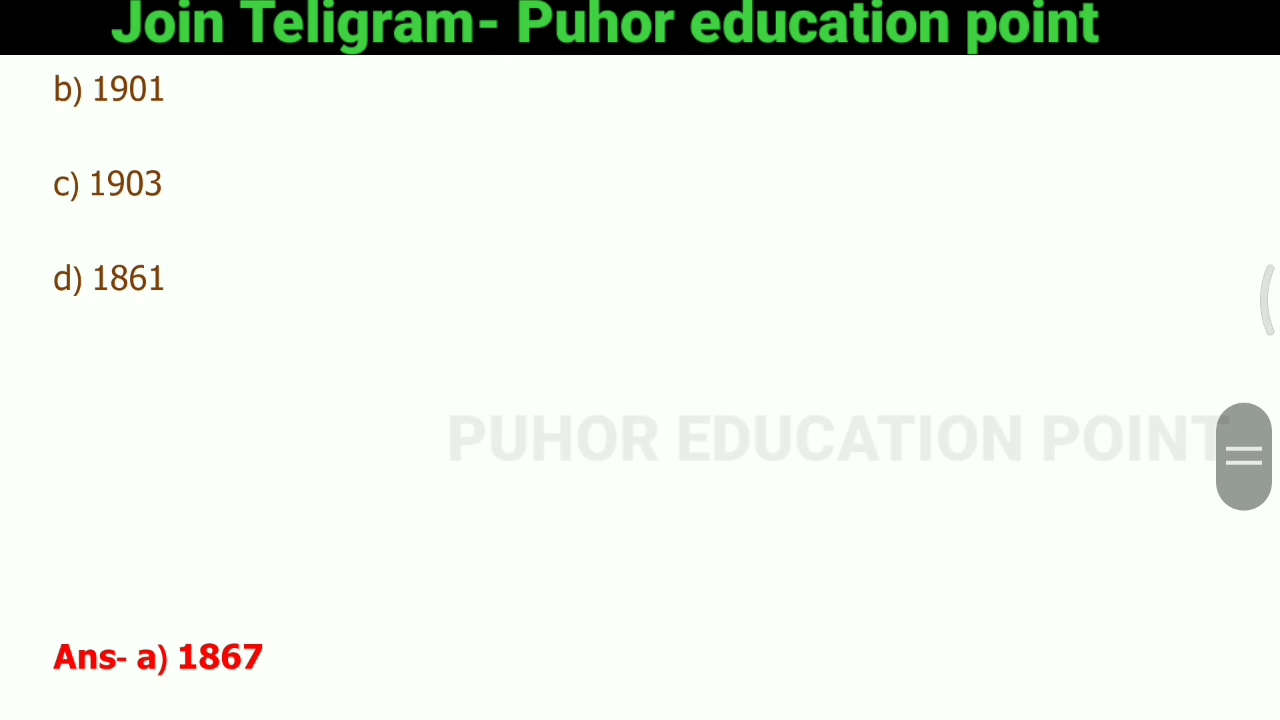 Join Teligram- Puhor education point
b) 1901
c) 1903
d) 1861
PUHOR EDUCATION POINT
Ans- a) 1867